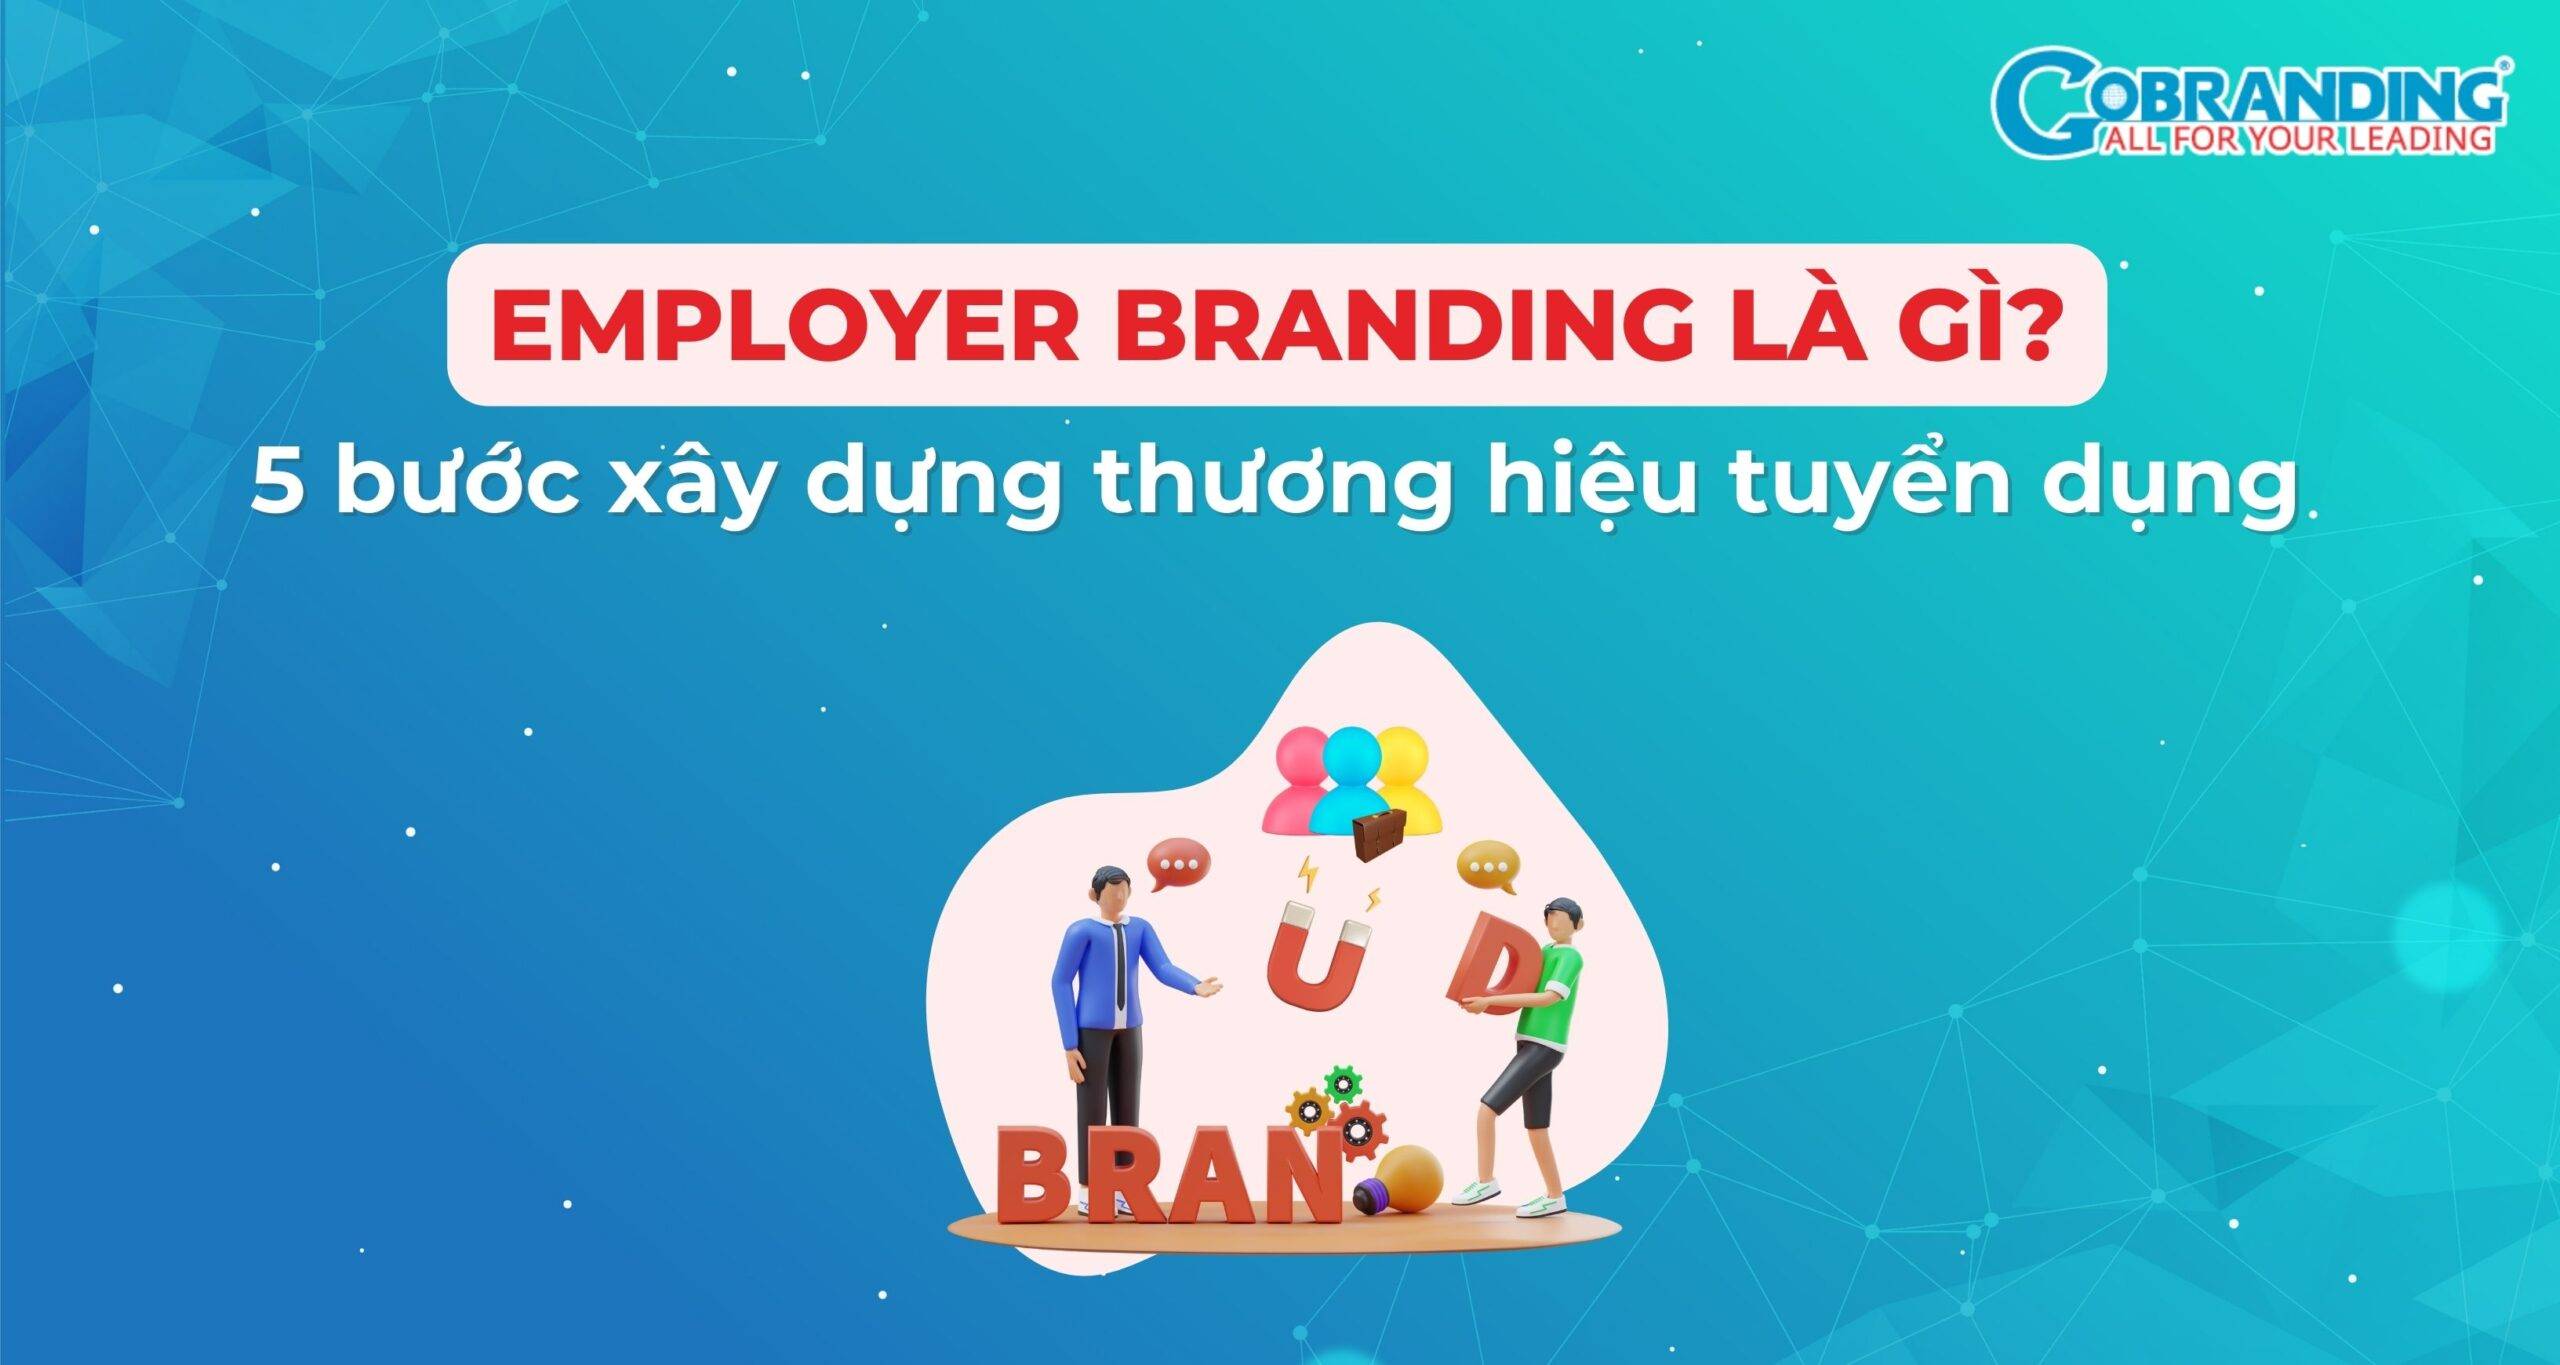 GOBRANDING®
ALL FOR YOUR LEADING
EMPLOYER BRANDING LÀ GÌ?
5 bước xây dựng thương hiệu tuyển dụng
D
BRAN